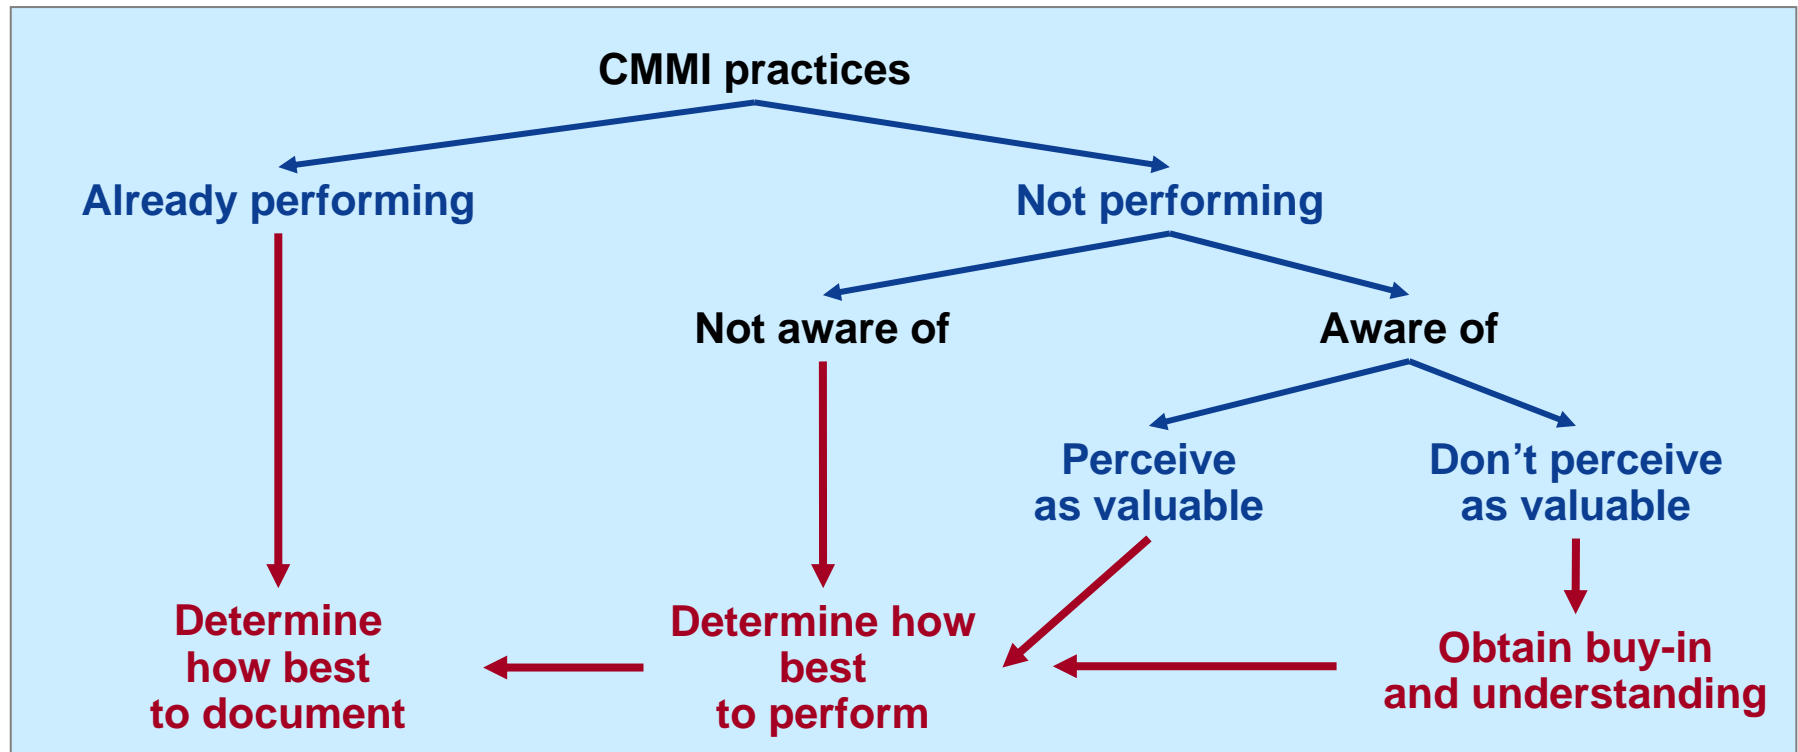 CMMI practices
Already performing
Not performing
Not aware of
Aware of
Perceive
as valuable
Don’t perceive
as valuable
Determine
how best
to document
Determine how
best
to perform
Obtain buy-in
and understanding